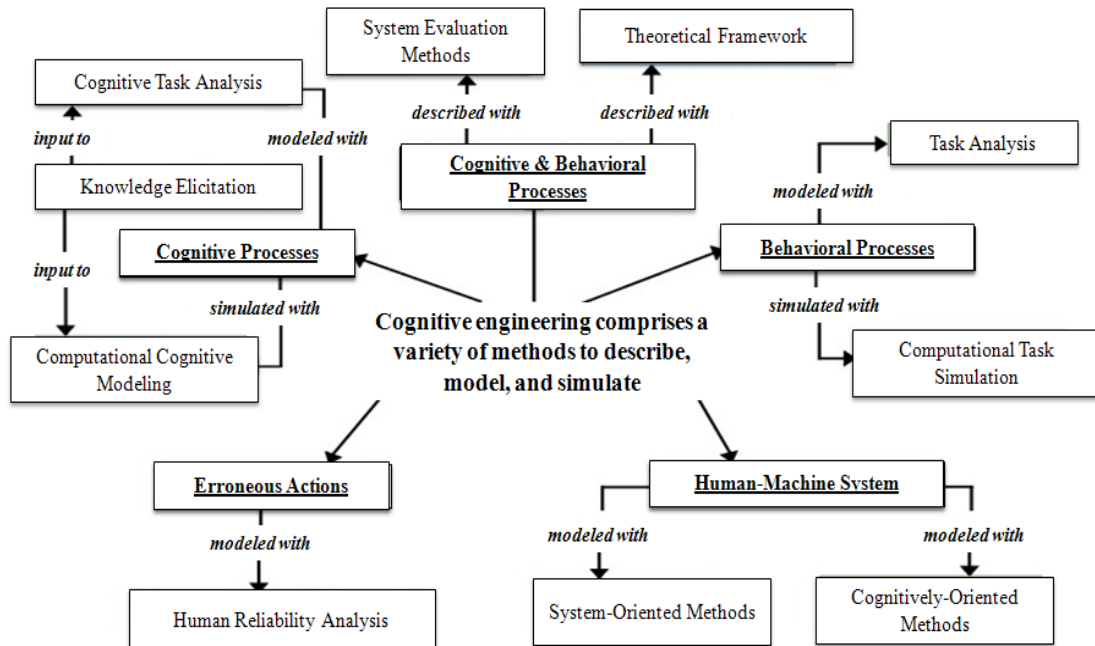 System Evaluation
Methods
Theoretical Framework
Cognitive Task Analysis
described with
described with
input to
modeled with
Task Analysis
Cognitive & Behavioral
Processes
Knowledge Elicitation
modeled with
Cognitive Processes
Behavioral Processes
input to
simulated with
simulated with
Cognitive engineering comprises a
variety of methods to describe,
model, and simulate
Computational Cognitive
Modeling
Computational Task
Simulation
Erroneous Actions
Human-Machine System
modeled with
modeled with
modeled with
Human Reliability Analysis
System-Oriented Methods
Cognitively-Oriented
Methods